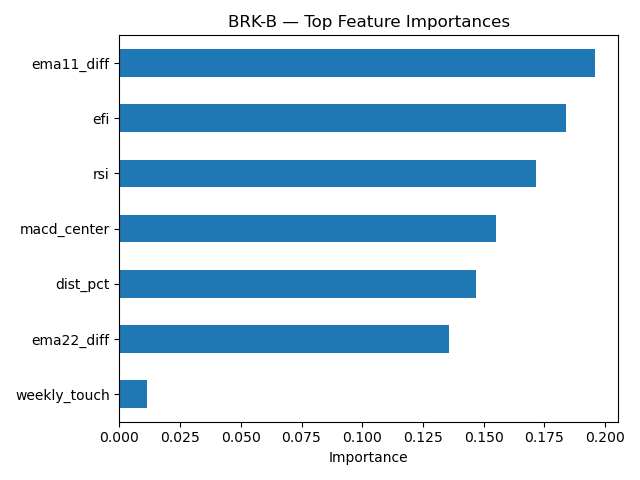 BRK-B — Top Feature Importances
ema11_diff
efi
rsi
macd_center
dist_pct
ema22_diff
weekly_touch
0.000 0.025 0.050 0.075 0.100 0.125 0.150 0.175 0.200
Importance